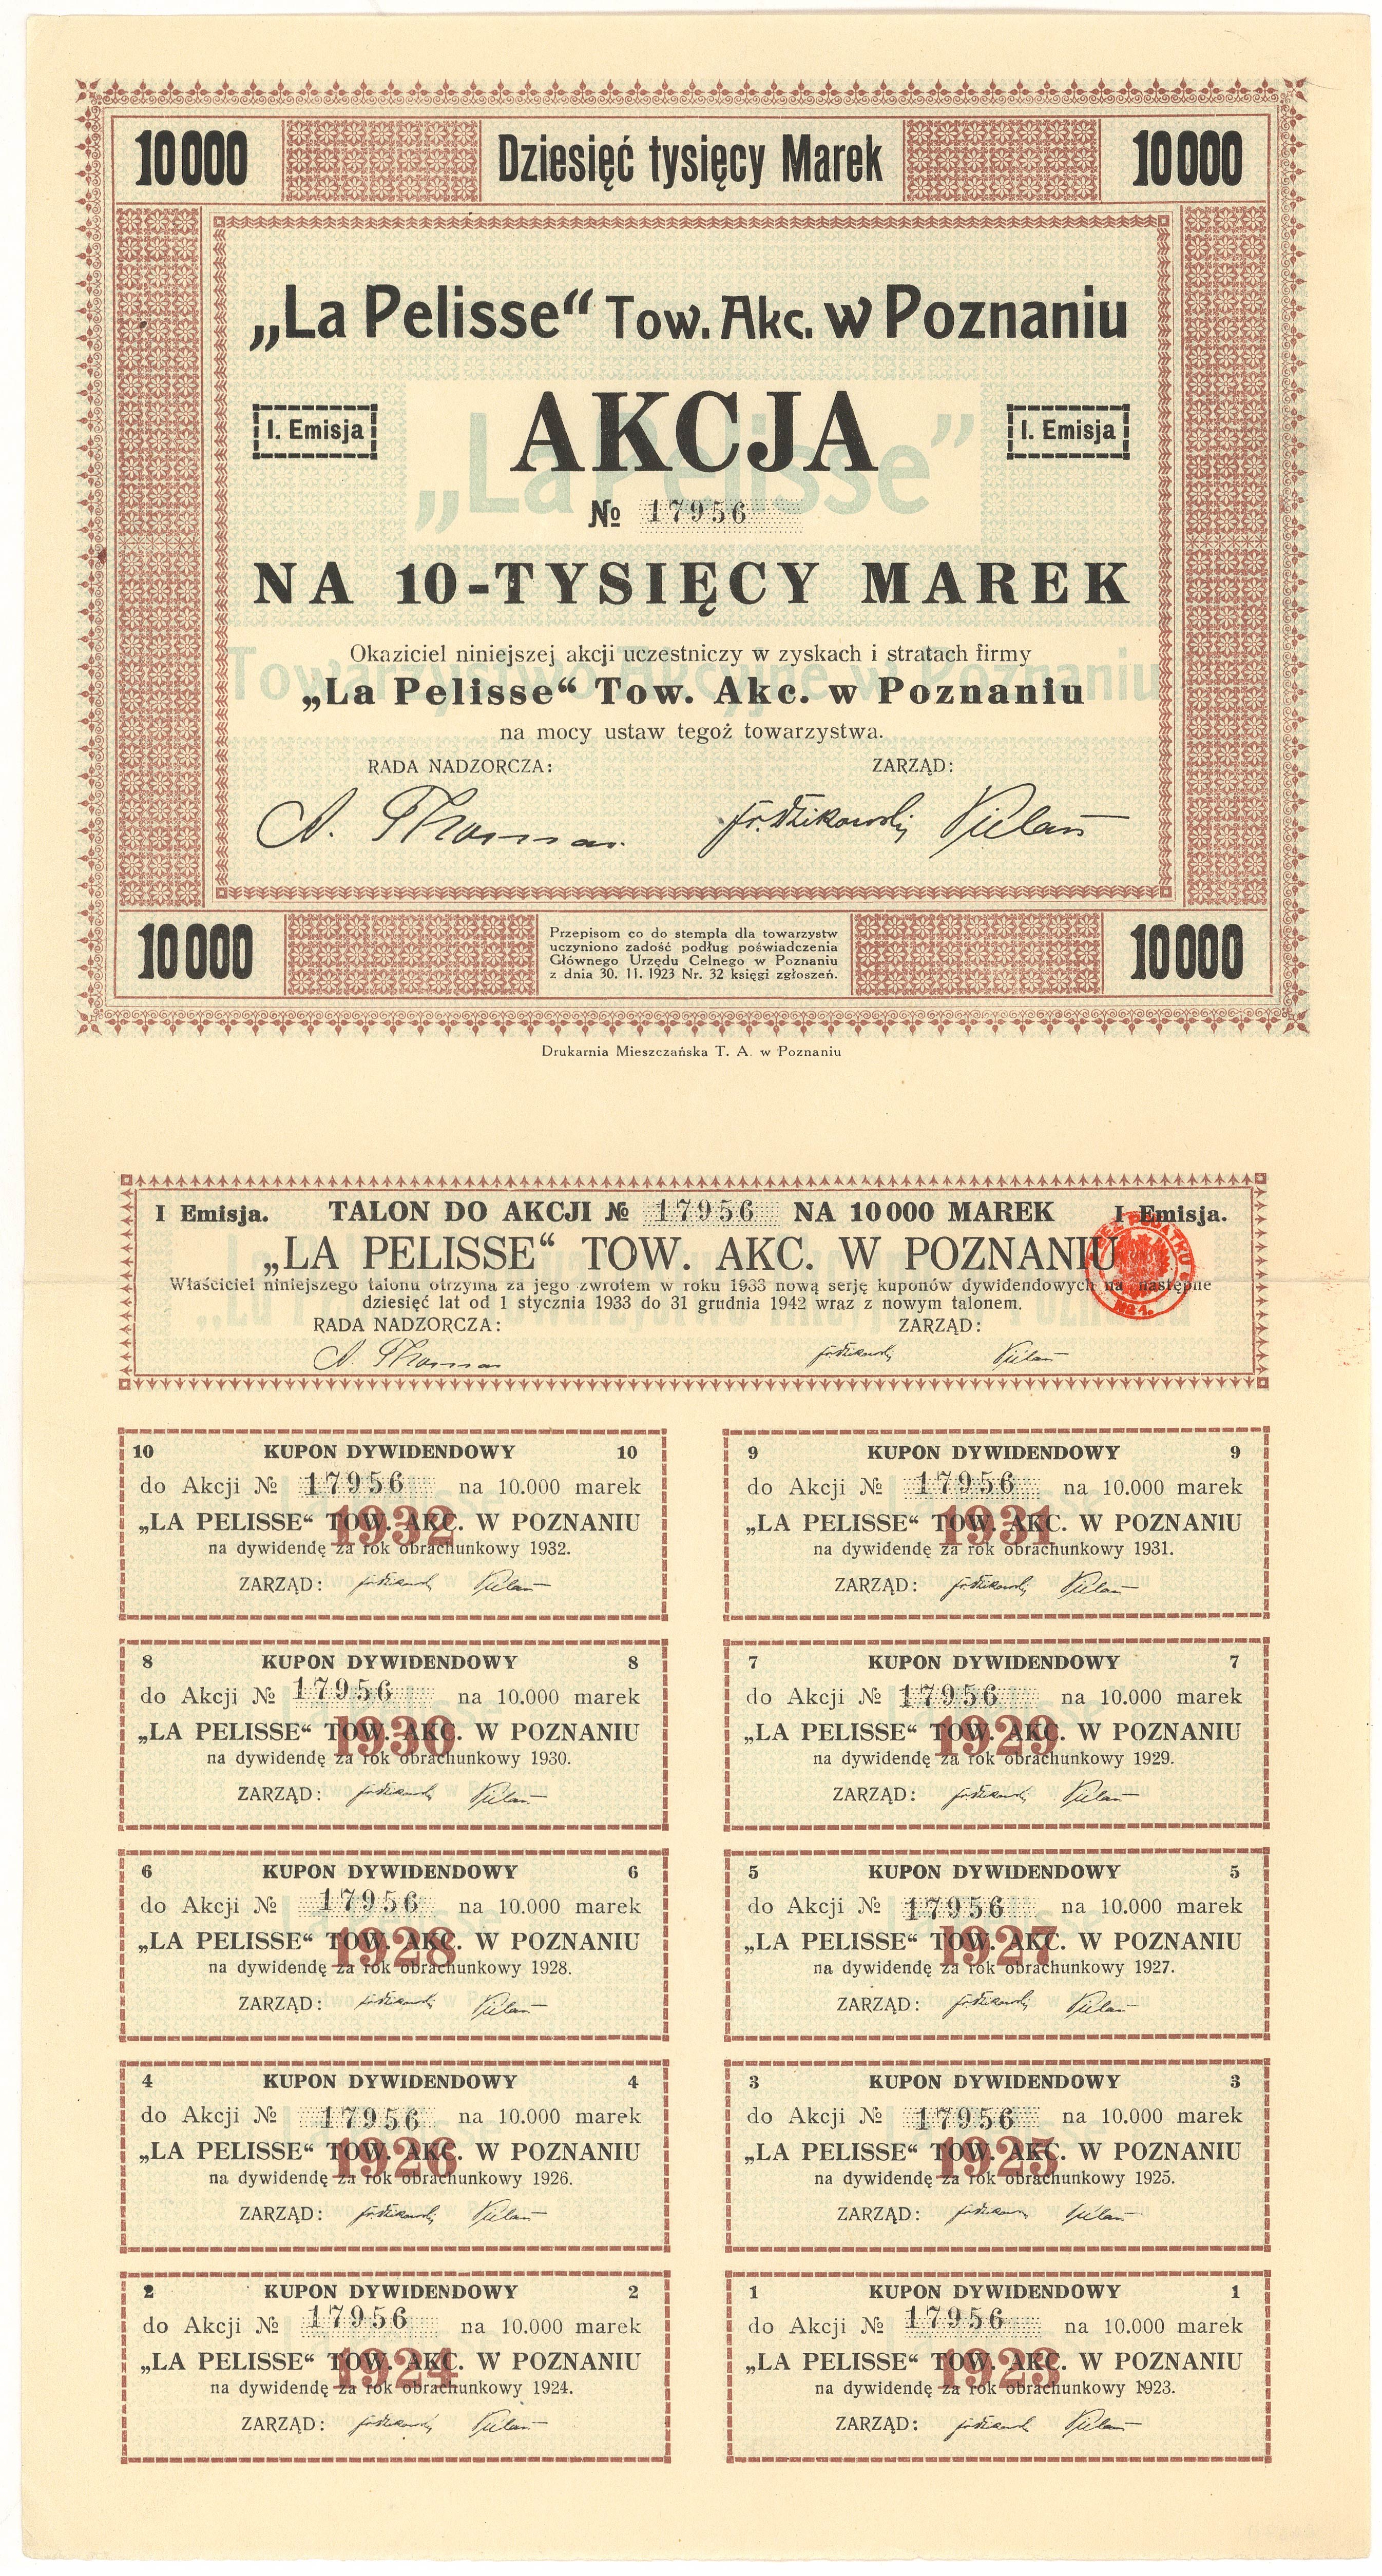 10000 Dziesięć tysięcy Marek 10000
„La Pelisse“ Tow. Akc. w Poznaniu
I. Emisja AKCJA I. Emisja
„La Pelisse”
№ 17956
NA 10-TYSIĘCY MAREK
Okaziciel niniejszej akcji uczestniczy w zyskach i stratach firmy
Towarzystwo Akcyjne w Poznaniu
„La Pelisse“ Tow. Akc. w Poznaniu
na mocy ustaw tegoż towarzystwa.
RADA NADZORCZA: ZARZĄD:
A. Thomas.
10000 10000
Przepisom co do stempla dla towarzystw
uczyniono zadość podług poświadczenia
Głównego Urzędu Celnego w Poznaniu
z dnia 30. 11. 1923 Nr. 32 księgi zgłoszeń.
Drukarnia Mieszczańska T. A. w Poznaniu
I Emisja. TALON DO AKCJI № 17956 NA 10000 MAREK I Emisja.
„LA PELISSE“ TOW. AKC. W POZNANIU
Właściciel niniejszego talonu otrzyma za jego zwrotem w roku 1933 nową serję kuponów dywidendowych na następne
dziesięć lat od 1 stycznia 1933 do 31 grudnia 1942 wraz z nowym talonem.
RADA NADZORCZA: ZARZĄD:
A. Thomas
10 KUPON DYWIDENDOWY 10
do Akcji № 17956 na 10.000 marek
1932
„LA PELISSE“ TOW. AKC. W POZNANIU
na dywidendę za rok obrachunkowy 1932.
ZARZĄD:
9 KUPON DYWIDENDOWY 9
do Akcji № 17956 na 10.000 marek
1931
„LA PELISSE“ TOW. AKC. W POZNANIU
na dywidendę za rok obrachunkowy 1931.
ZARZĄD:
8 KUPON DYWIDENDOWY 8
do Akcji № 17956 na 10.000 marek
1930
„LA PELISSE“ TOW. AKC. W POZNANIU
na dywidendę za rok obrachunkowy 1930.
ZARZĄD:
7 KUPON DYWIDENDOWY 7
do Akcji № 17956 na 10.000 marek
1929
„LA PELISSE“ TOW. AKC. W POZNANIU
na dywidendę za rok obrachunkowy 1929.
ZARZĄD:
6 KUPON DYWIDENDOWY 6
do Akcji № 17956 na 10.000 marek
1928
„LA PELISSE“ TOW. AKC. W POZNANIU
na dywidendę za rok obrachunkowy 1928.
ZARZĄD:
5 KUPON DYWIDENDOWY 5
do Akcji № 17956 na 10.000 marek
1927
„LA PELISSE“ TOW. AKC. W POZNANIU
na dywidendę za rok obrachunkowy 1927.
ZARZĄD:
4 KUPON DYWIDENDOWY 4
do Akcji № 17956 na 10.000 marek
1926
„LA PELISSE“ TOW. AKC. W POZNANIU
na dywidendę za rok obrachunkowy 1926.
ZARZĄD:
3 KUPON DYWIDENDOWY 3
do Akcji № 17956 na 10.000 marek
1925
„LA PELISSE“ TOW. AKC. W POZNANIU
na dywidendę za rok obrachunkowy 1925.
ZARZĄD:
2 KUPON DYWIDENDOWY 2
do Akcji № 17956 na 10.000 marek
1924
„LA PELISSE“ TOW. AKC. W POZNANIU
na dywidendę za rok obrachunkowy 1924.
ZARZĄD:
1 KUPON DYWIDENDOWY 1
do Akcji № 17956 na 10.000 marek
1923
„LA PELISSE“ TOW. AKC. W POZNANIU
na dywidendę za rok obrachunkowy 1923.
ZARZĄD: